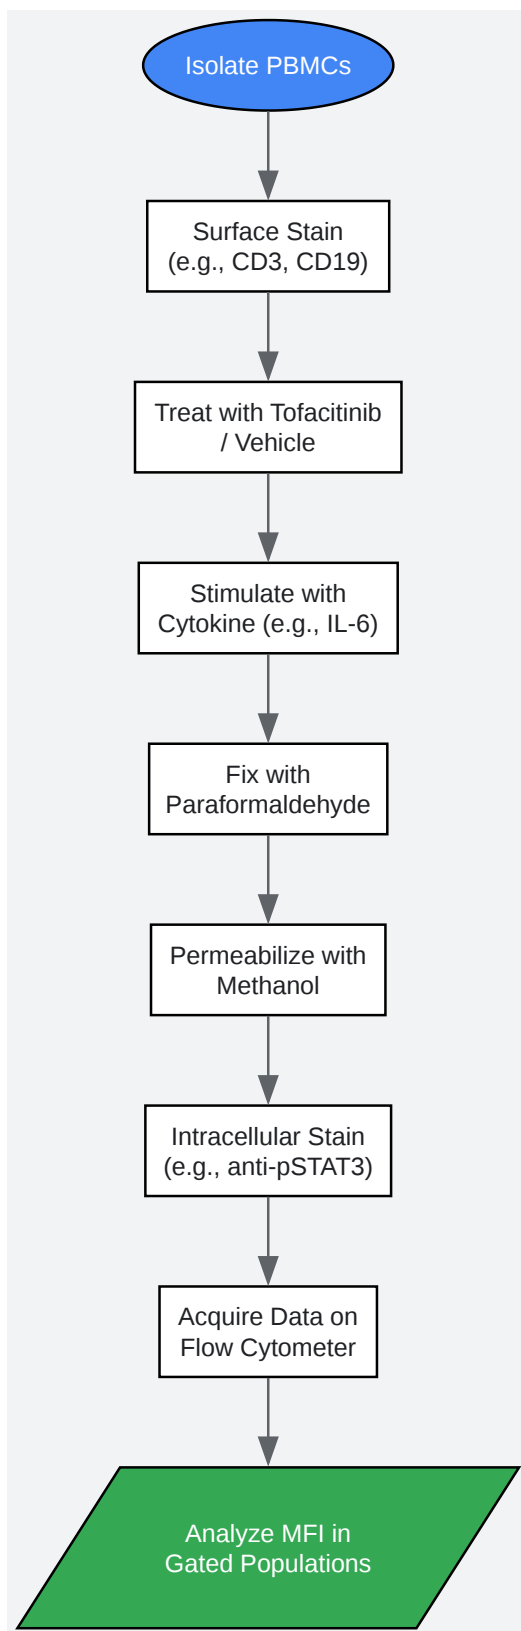 Isolate PBMCs
Surface Stain
(e.g., CD3, CD19)
Treat with Tofacitinib
/ Vehicle
Stimulate with
Cytokine (e.g., IL-6)
Fix with
Paraformaldehyde
Permeabilize with
Methanol
Intracellular Stain
(e.g., anti-pSTAT3)
Acquire Data on
Flow Cytometer
Analyze MFI in
Gated Populations